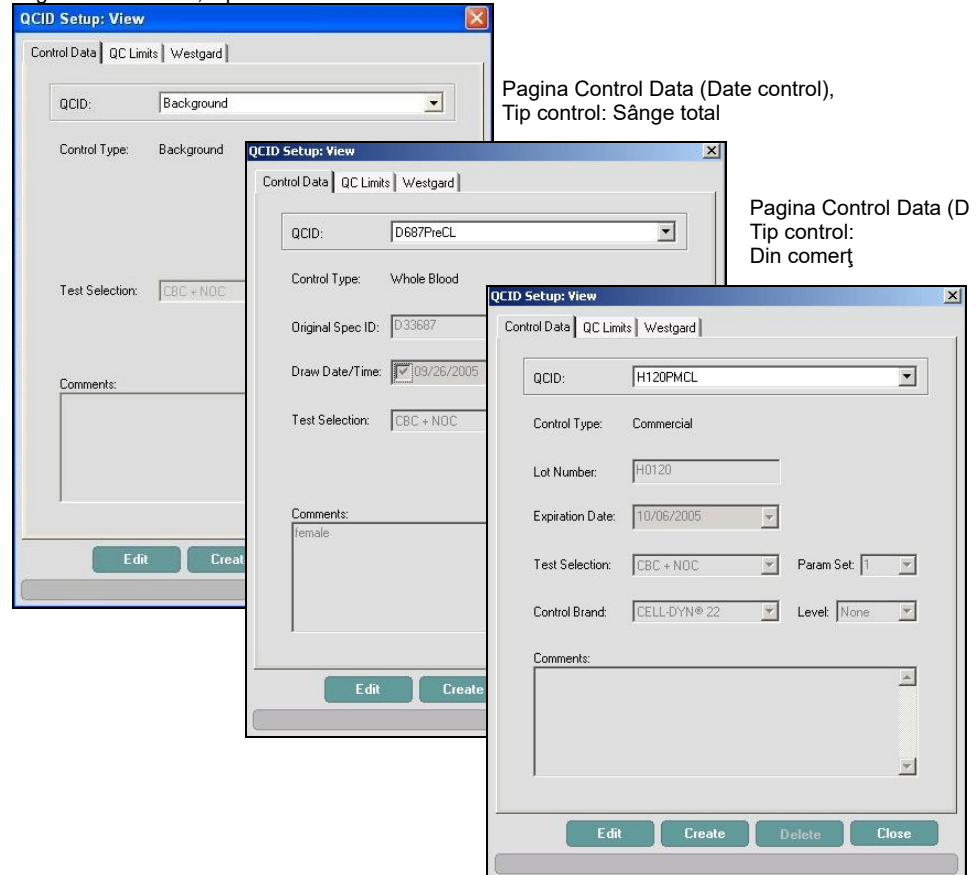 QCID Setup: View
Control Data QC Limits Westgard
QCID: Background
Control Type: Background
Test Selection: CBC + NOC
Comments:
Edit
Pagina Control Data (Date control),
Tip control: Sânge total
QCID Setup: View
Control Data QC Limits Westgard
QCID: D687PreCL
Control Type: Whole Blood
Original Spec ID: D33687
Draw Date/Time: 09/26/2005
Test Selection: CBC + NOC
Comments:
female
Edit Create
Pagina Control Data (D
Tip control:
Din comerţ
QCID Setup: View
Control Data QC Limits Westgard
QCID: H120PMCL
Control Type: Commercial
Lot Number: H0120
Expiration Date: 10/06/2005
Test Selection: CBC + NOC Param Set: 1
Control Brand: CELL-DYN® 22 Level: None
Comments:
Edit Create Delete Close